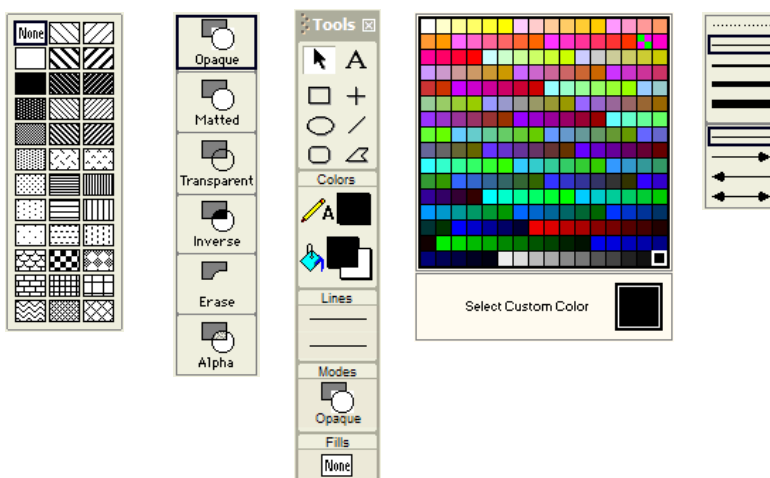 None
Opaque
Matted
Transparent
Inverse
Erase
Alpha
Tools
A
Colors
A
Lines
Modes
Opaque
Fills
None
Select Custom Color